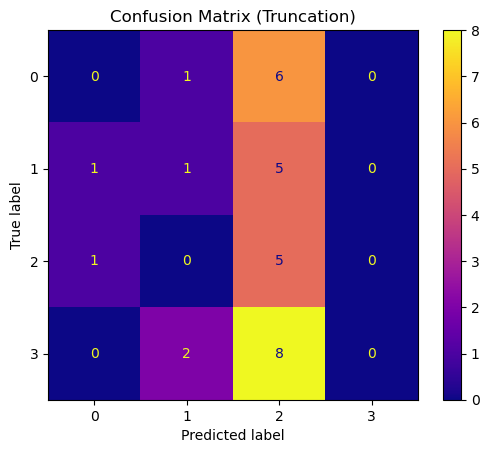 Confusion Matrix (Truncation)
0 0 1 6 0
1 1 1 5 0
2 1 0 5 0
3 0 2 8 0
0 1 2 3
Predicted label
True label
8
7
6
5
4
3
2
1
0